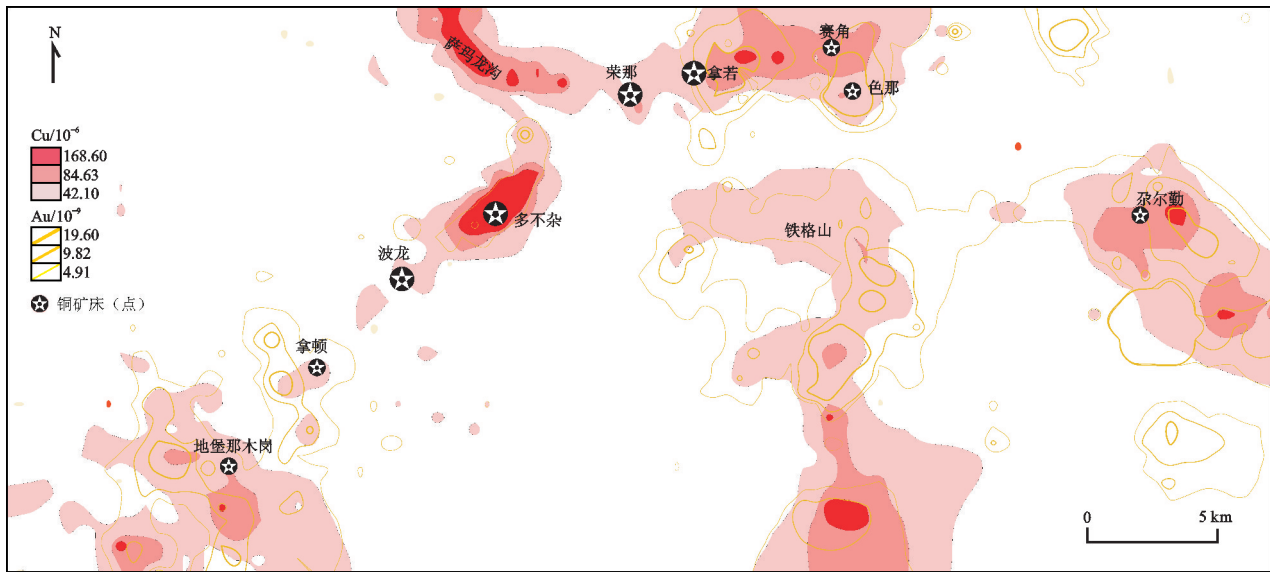 N
萨玛龙沟
荣那
拿若
赛角
色那
Cu/10⁻⁶
168.60
84.63
42.10
Au/10⁻⁹
19.60
9.82
4.91
铜矿床（点）
多不杂
波龙
铁格山
尕尔勤
拿顿
地堡那木岗
0 5 km